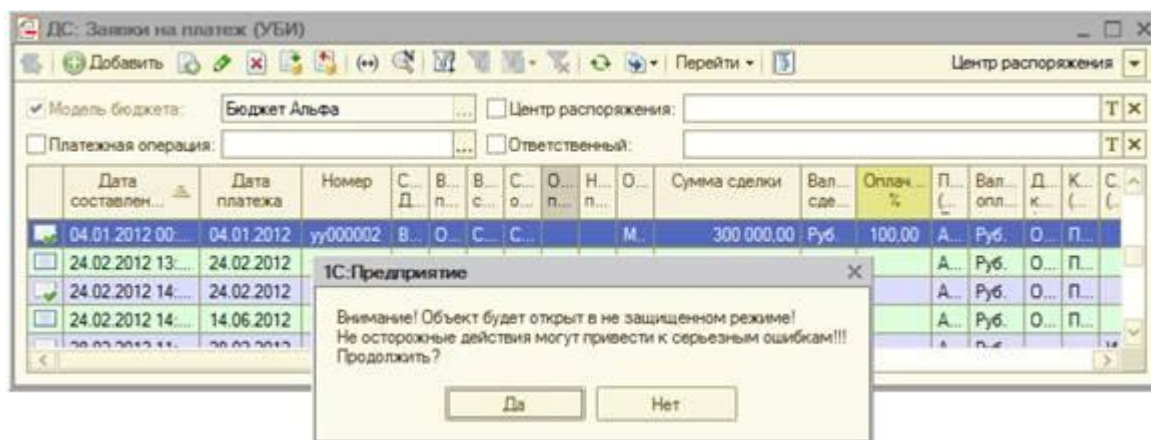 ДС: Заявки на платеж (УБИ)
Добавить Перейти Центр распоряжения
Модель бюджета: Бюджет Альфа ... Центр распоряжения: T ×
Платежная операция: ... Ответственный: T ×
Дата составлен... Дата платежа Номер С... Д... В... п... В... с... С... о... О... п... Н... п... О... Сумма сделки Вал... сде... Оплач... % П... (... Вал... опл... Д... к... К... (... С... (...
04.01.2012 00:... 04.01.2012 уу000002 В... О... С... С... М... 300 000,00 Руб. 100,00 А... Руб. О... П...
24.02.2012 13:... 24.02.2012 А... Руб. О... П...
24.02.2012 14:... 24.02.2012 А... Руб. О... П...
24.02.2012 14:... 14.06.2012 А... Руб. О... П...
1С:Предприятие
Внимание! Объект будет открыт в не защищенном режиме!
Не осторожные действия могут привести к серьезным ошибкам!!!
Продолжить?
Да Нет